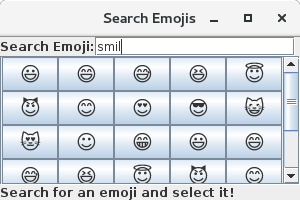 Search Emojis
Search Emoji: smil
Search for an emoji and select it!